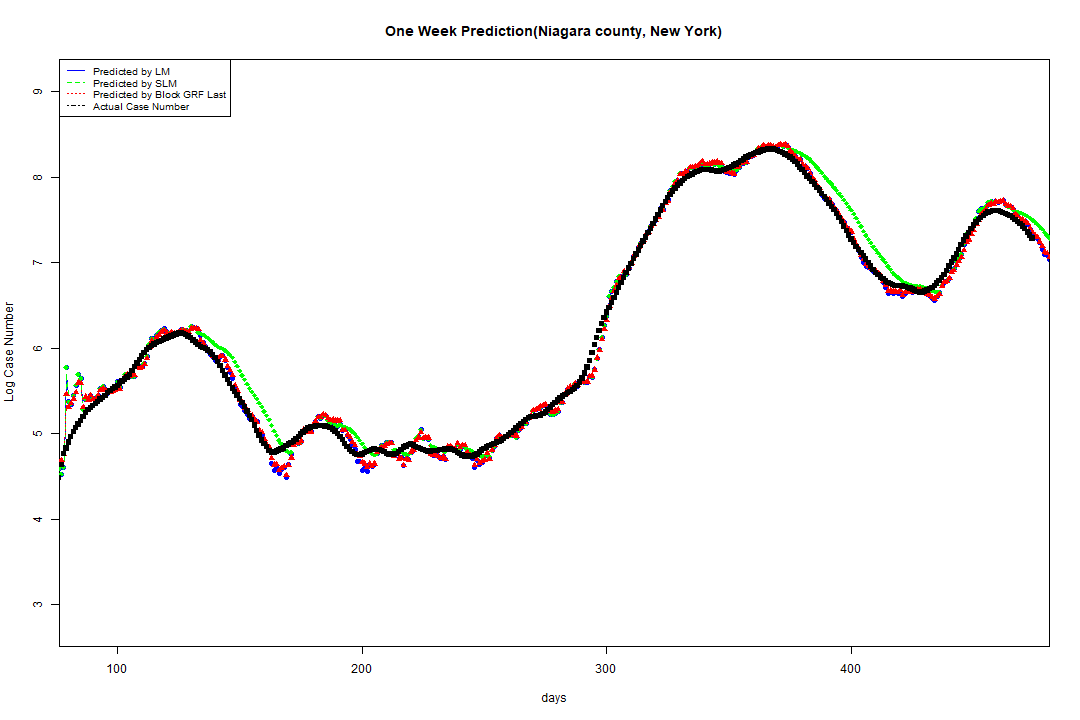 One Week Prediction(Niagara county, New York)
Predicted by LM
Predicted by SLM
Predicted by Block GRF Last
Actual Case Number
9
8
7
6
5
4
3
Log Case Number
100 200 300 400
days